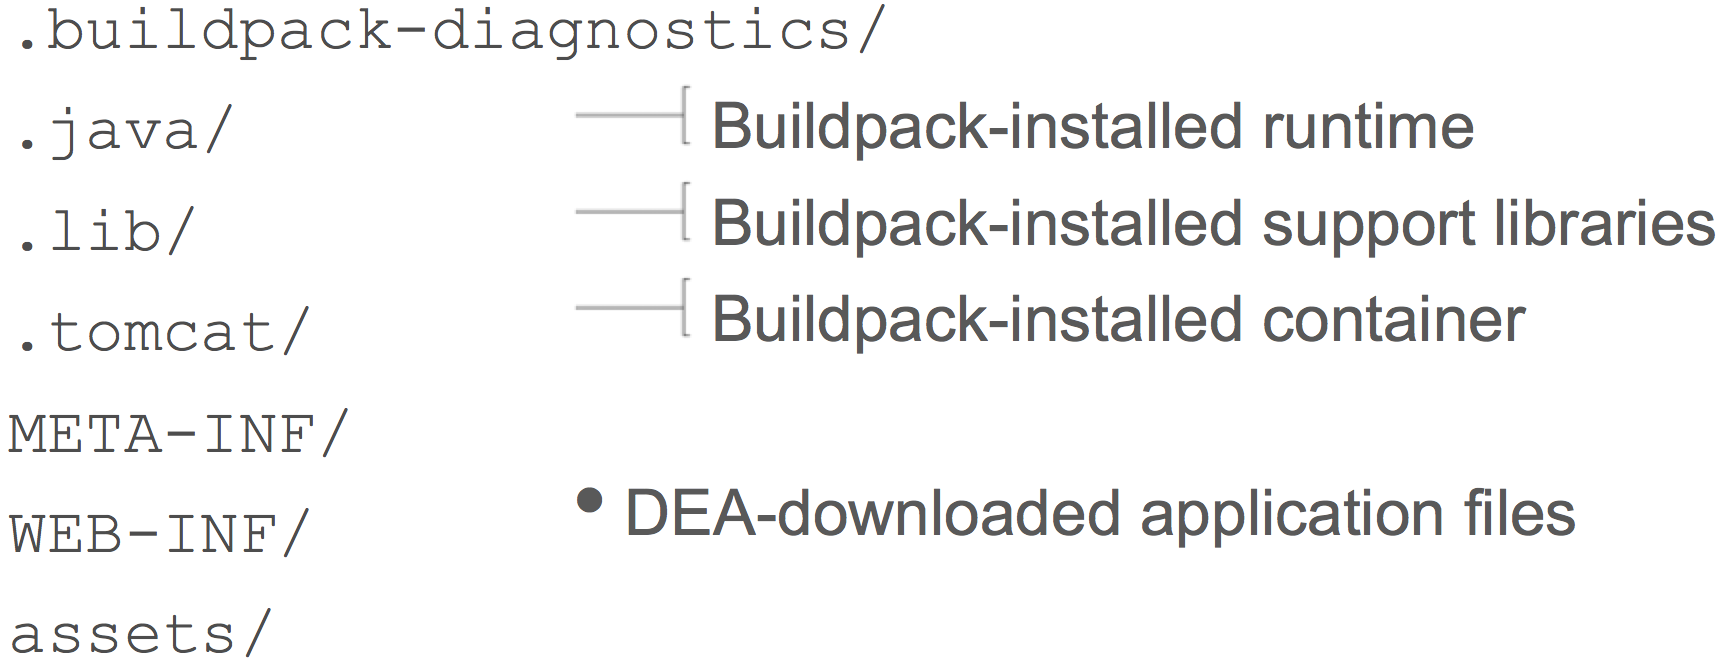 .buildpack-diagnostics/
.java/
Buildpack-installed runtime
.lib/
Buildpack-installed support libraries
.tomcat/
Buildpack-installed container
META-INF/
• DEA-downloaded application files
WEB-INF/
assets/